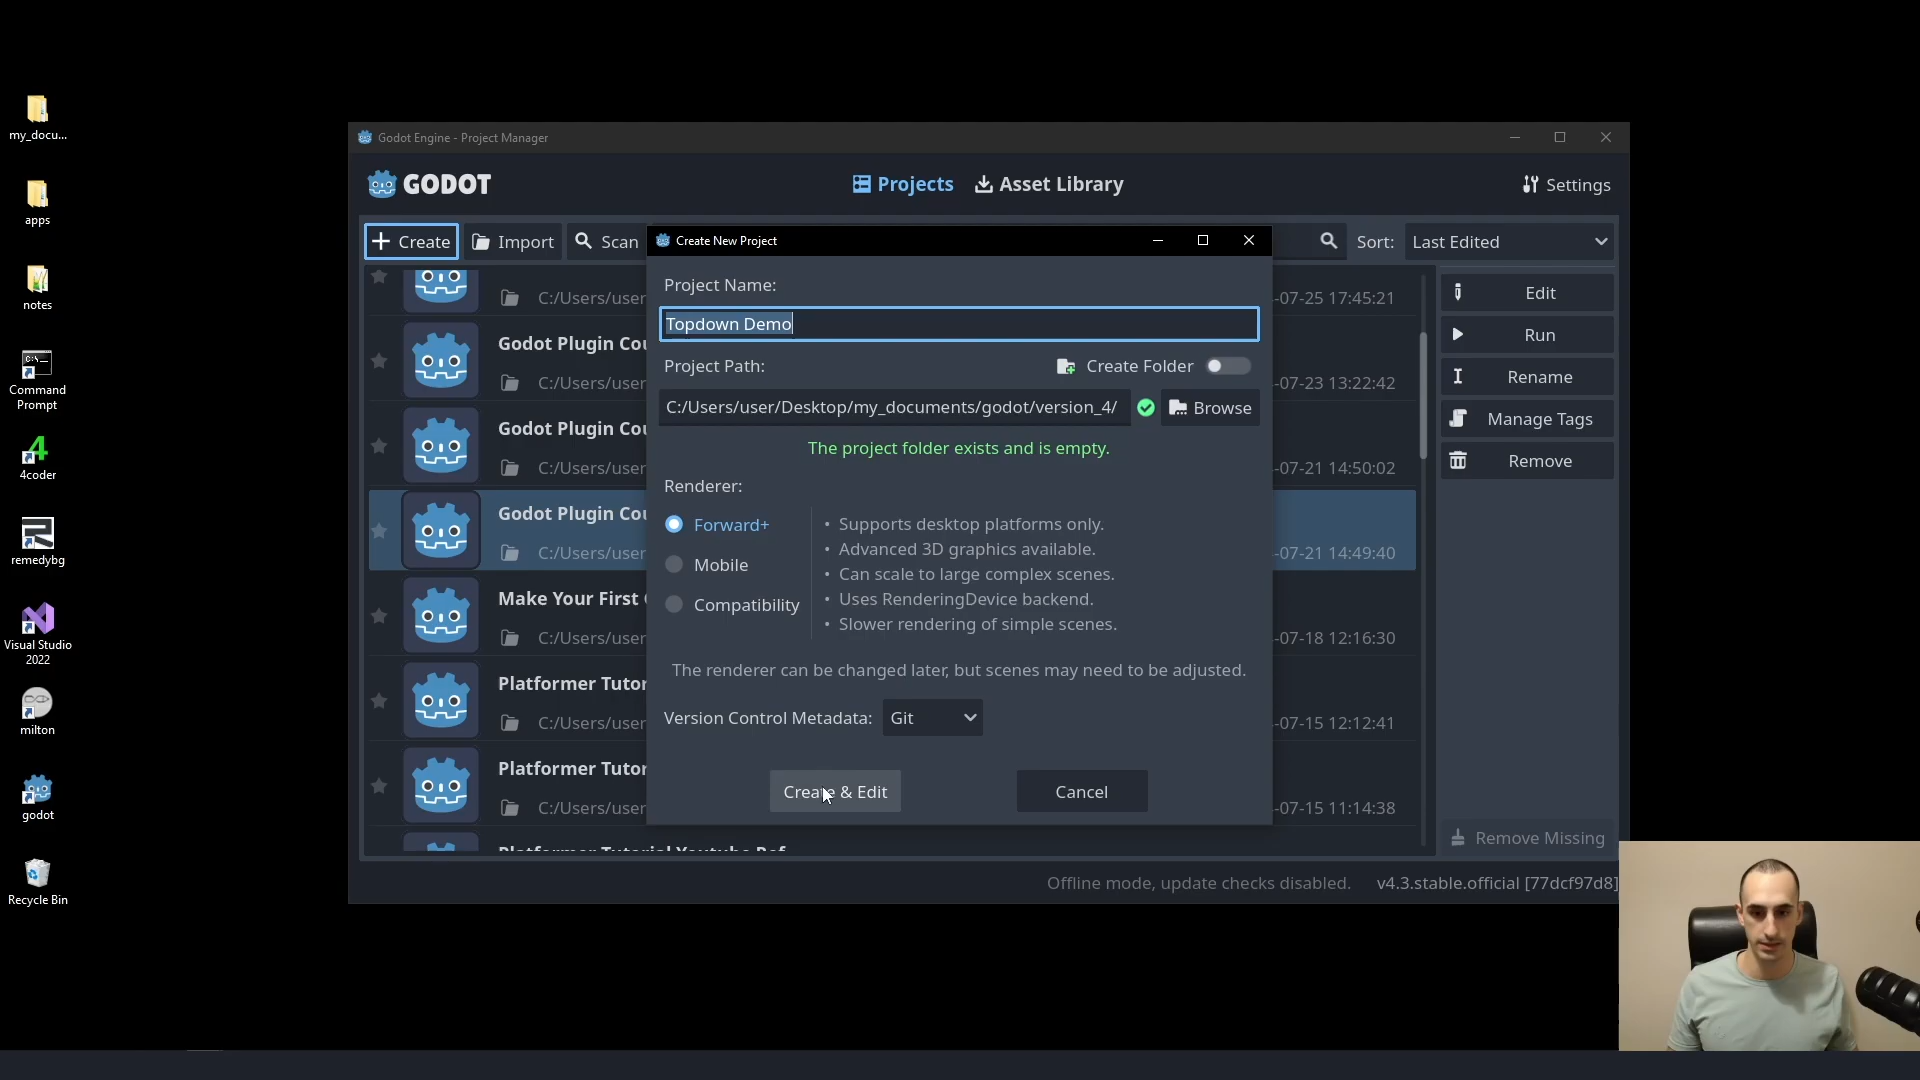 my_docu...
apps
notes
Command
Prompt
4coder
remedybg
Visual Studio
2022
milton
godot
Recycle Bin
Godot Engine - Project Manager
GODOT
Projects
Asset Library
Settings
Create
Import
Scan
Sort:
Last Edited
C:/Users/user
-07-25 17:45:21
Godot Plugin Cou
C:/Users/user
-07-23 13:22:42
Godot Plugin Cou
C:/Users/user
-07-21 14:50:02
Godot Plugin Cou
C:/Users/user
-07-21 14:49:40
Make Your First
C:/Users/user
-07-18 12:16:30
Platformer Tutor
C:/Users/user
-07-15 12:12:41
Platformer Tutor
C:/Users/user
-07-15 11:14:38
Platformer Tutorial Youtube Ref
Create New Project
Project Name:
Topdown Demo
Project Path:
Create Folder
C:/Users/user/Desktop/my_documents/godot/version_4/
Browse
The project folder exists and is empty.
Renderer:
Forward+
Mobile
Compatibility
• Supports desktop platforms only.
• Advanced 3D graphics available.
• Can scale to large complex scenes.
• Uses RenderingDevice backend.
• Slower rendering of simple scenes.
The renderer can be changed later, but scenes may need to be adjusted.
Version Control Metadata:
Git
Create & Edit
Cancel
Edit
Run
Rename
Manage Tags
Remove
Remove Missing
Offline mode, update checks disabled.
v4.3.stable.official [77dcf97d8]